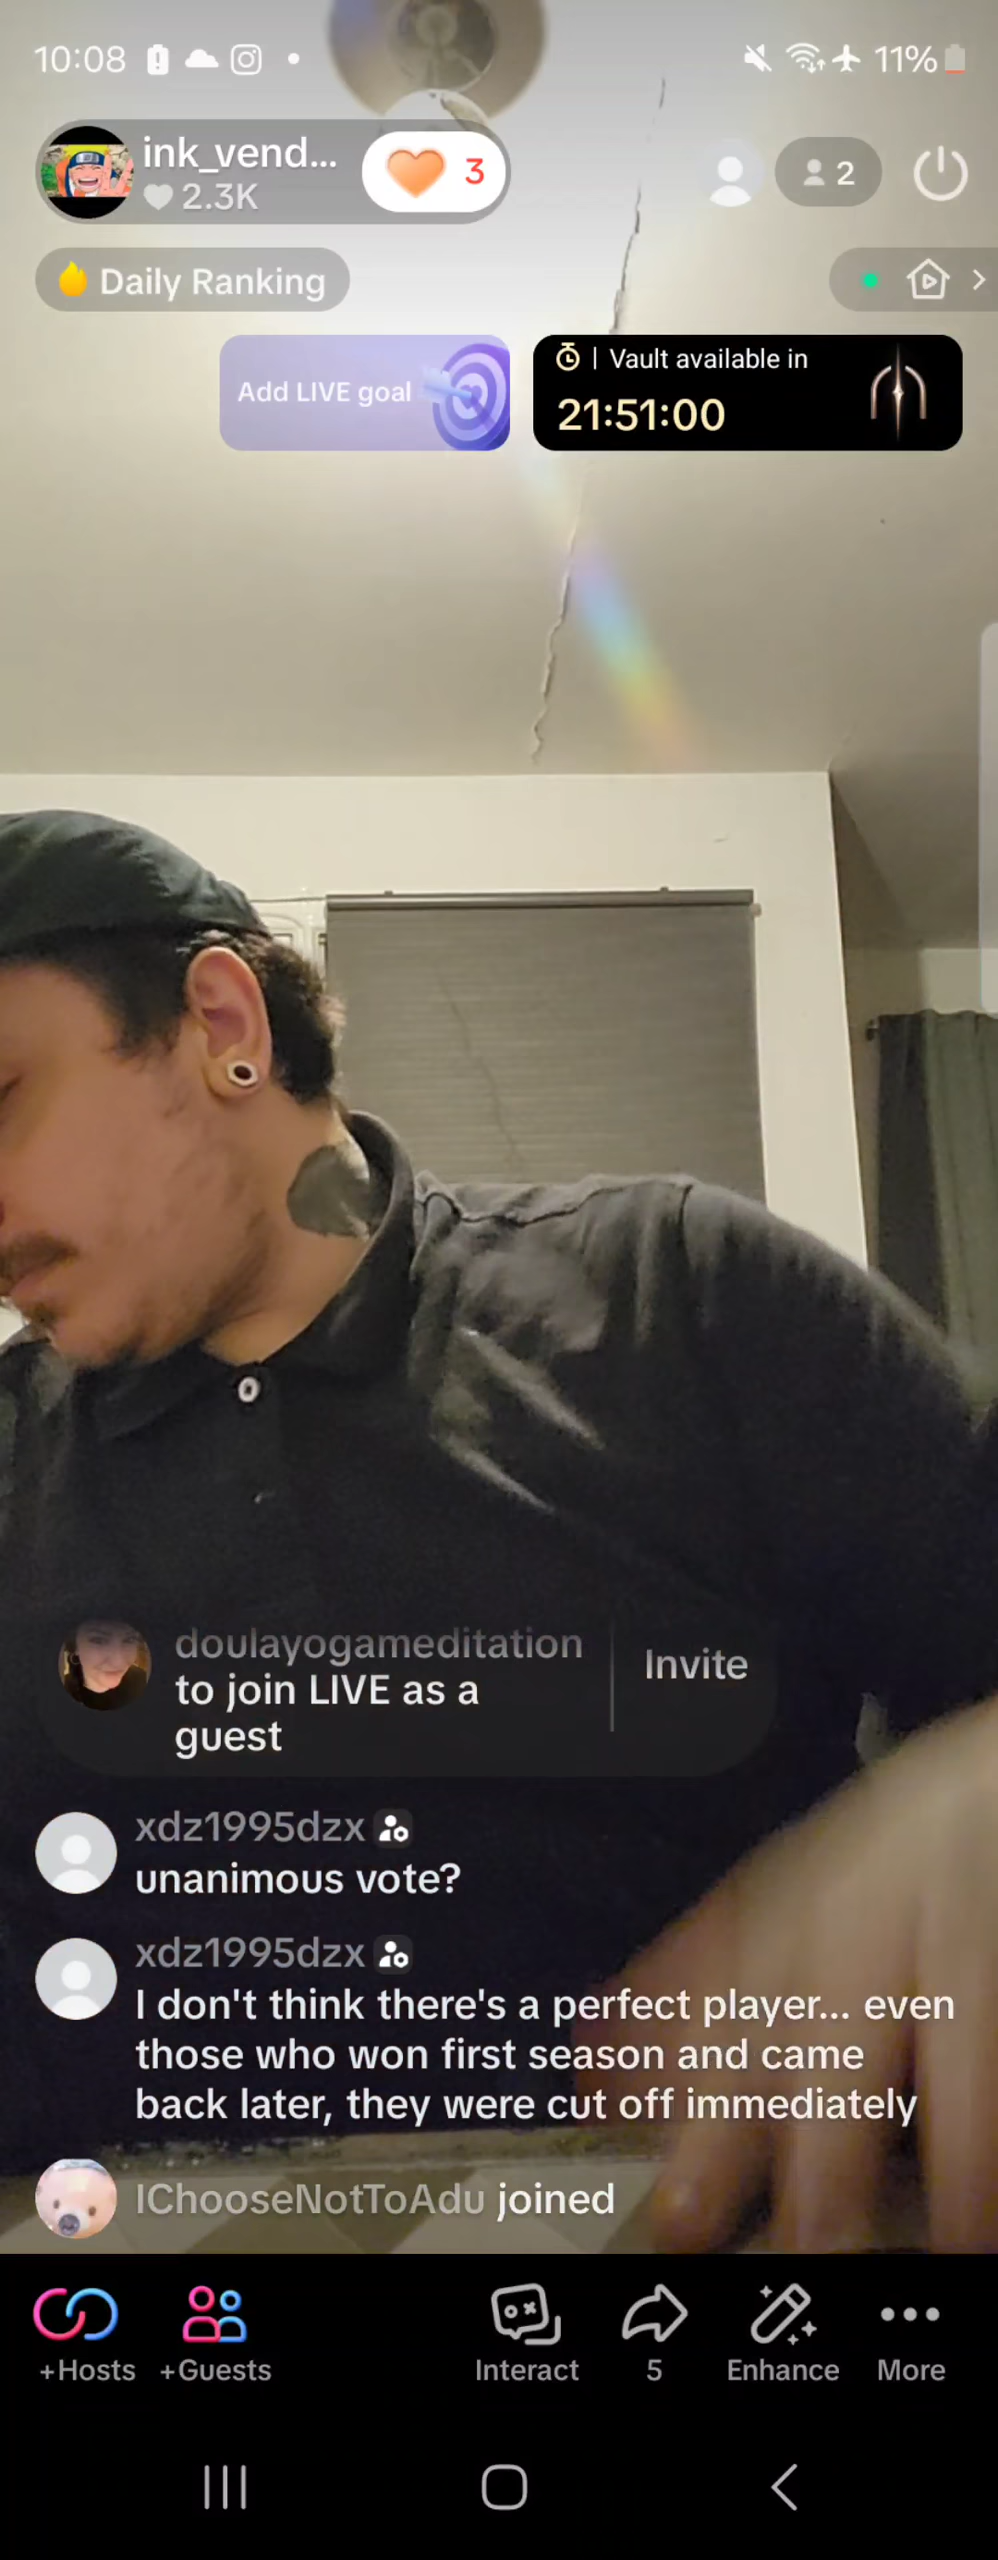 10:08
11%
ink_vend...
2.3K
3
2
Daily Ranking
Add LIVE goal
Vault available in
21:51:00
doulayogameditation
to join LIVE as a
guest
Invite
xdz1995dzx
unanimous vote?
xdz1995dzx
I don't think there's a perfect player... even
those who won first season and came
back later, they were cut off immediately
IChooseNotToAdu joined
+Hosts
+Guests
Interact
5
Enhance
More